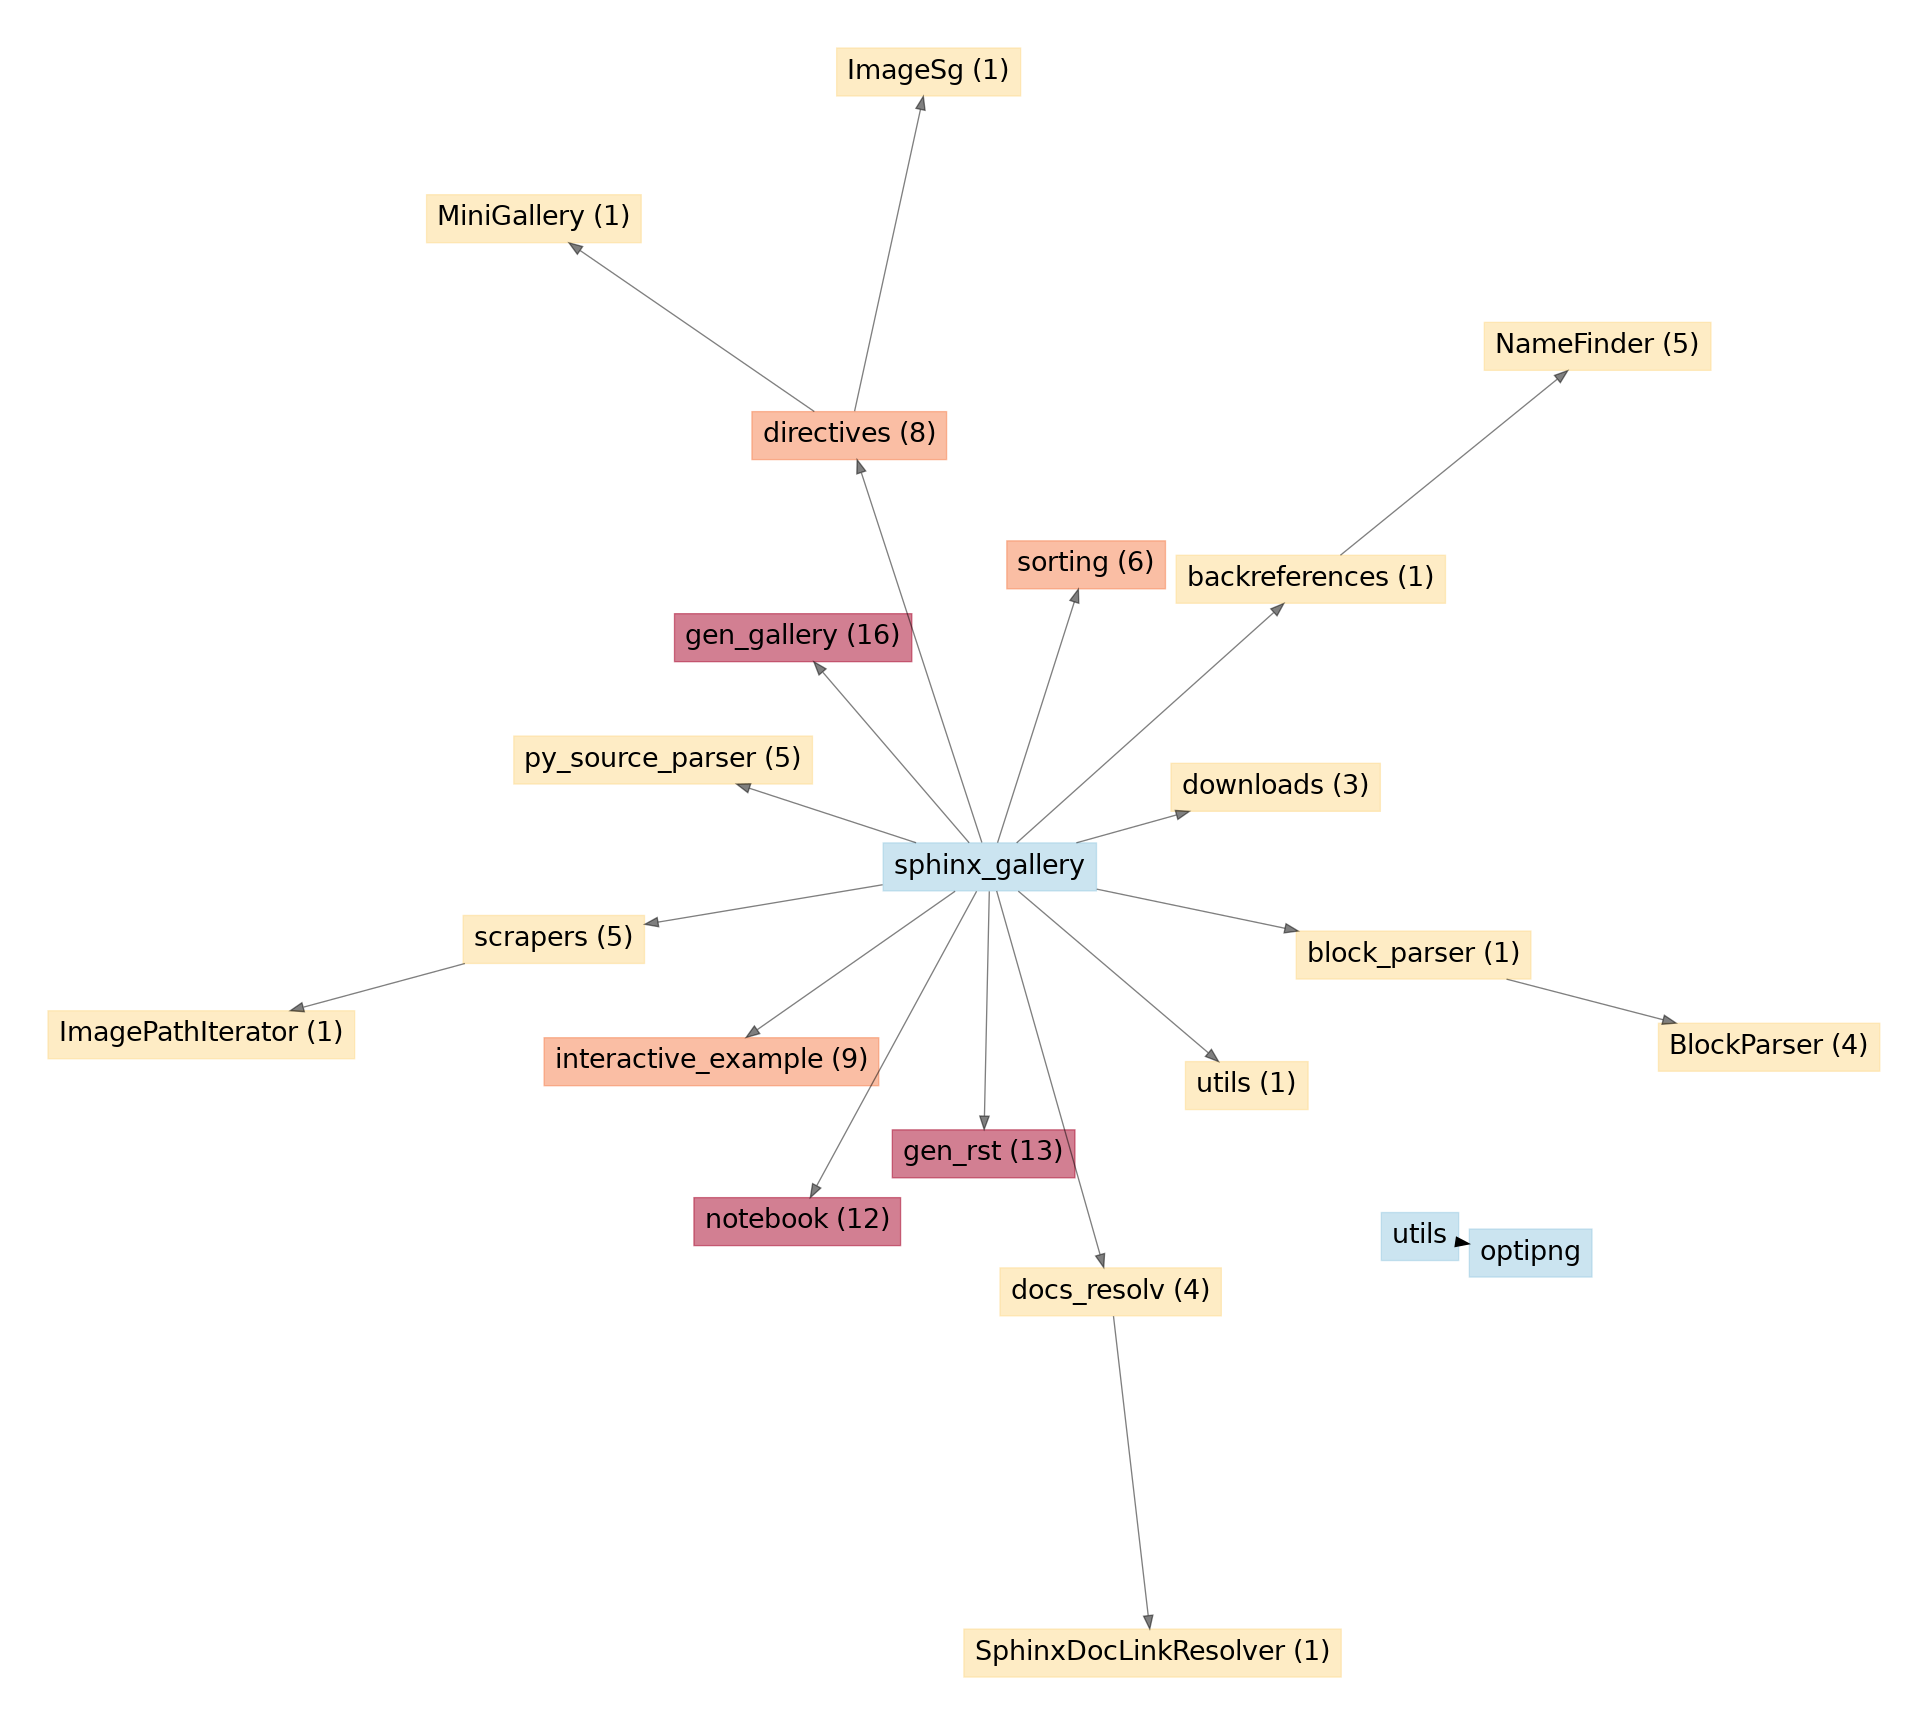 ImageSg (1)
MiniGallery (1)
NameFinder (5)
directives (8)
sorting (6)
backreferences (1)
gen_gallery (16)
py_source_parser (5)
downloads (3)
sphinx_gallery
scrapers (5)
block_parser (1)
ImagePathIterator (1)
BlockParser (4)
interactive_example (9)
utils (1)
gen_rst (13)
notebook (12)
utils
optipng
docs_resolv (4)
SphinxDocLinkResolver (1)